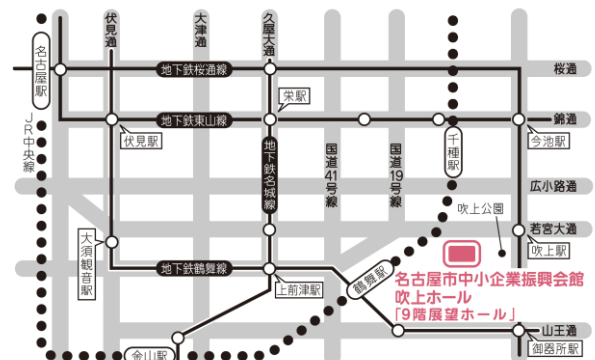 伏見通
大津通
久屋大通
名古屋駅
地下鉄桜通線
桜通
栄駅
地下鉄東山線
錦通
JR中央線
伏見駅
千種駅
今池駅
地下鉄名城線
国道41号線
国道19号線
広小路通
吹上公園
若宮大通
大須観音駅
吹上駅
地下鉄鶴舞線
鶴舞駅
名古屋市中小企業振興会館
吹上ホール
「9階展望ホール」
上前津駅
山王通
金山駅
御器所駅